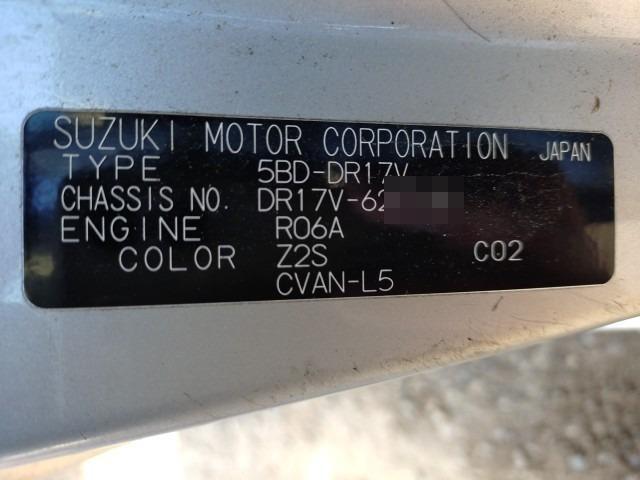 SUZUKI MOTOR CORPORATION JAPAN
TYPE 5BD-DR17V
CHASSIS NO. DR17V-62
ENGINE R06A
COLOR Z2S C02
CVAN-L5